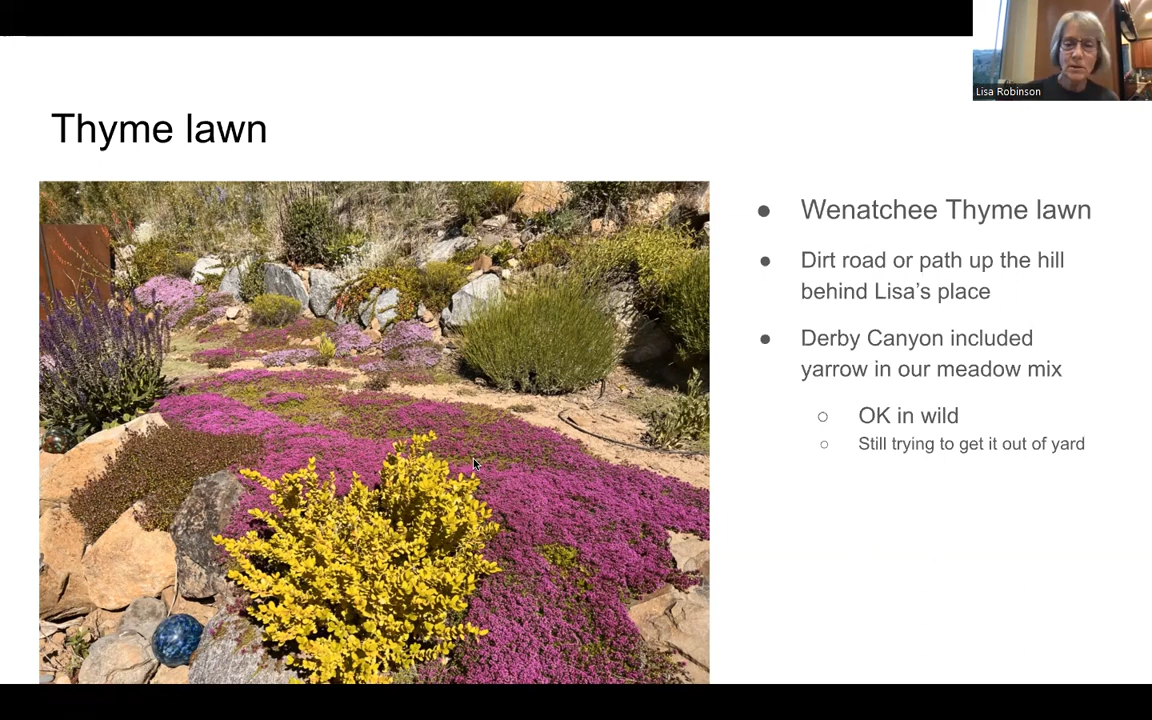 Lisa Robinson
Thyme lawn
● Wenatchee Thyme lawn
● Dirt road or path up the hill
behind Lisa’s place
● Derby Canyon included
yarrow in our meadow mix
○ OK in wild
○ Still trying to get it out of yard